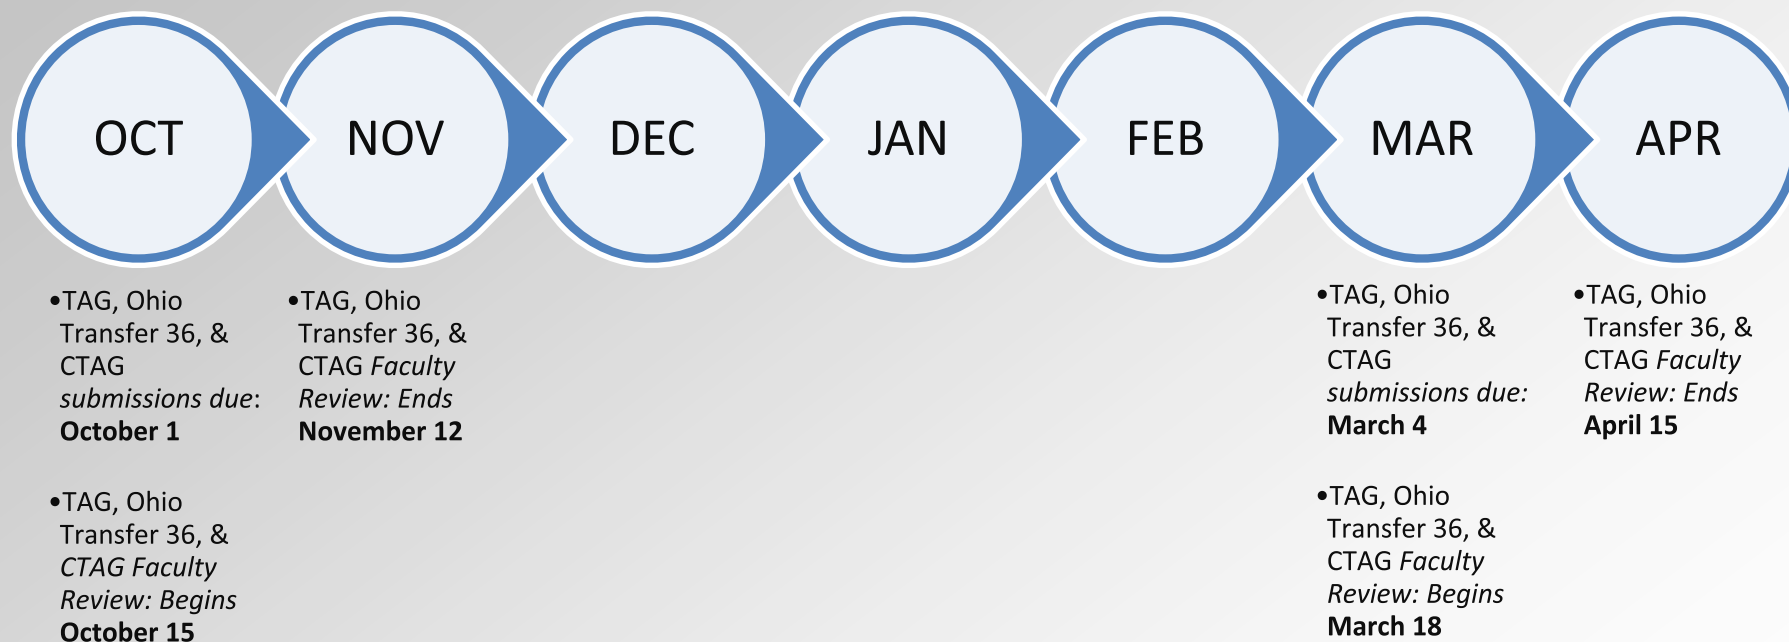 OCT
NOV
DEC
JAN
FEB
MAR
APR
•TAG, Ohio
Transfer 36, &
CTAG
submissions due:
October 1
•TAG, Ohio
Transfer 36, &
CTAG Faculty
Review: Begins
October 15
•TAG, Ohio
Transfer 36, &
CTAG Faculty
Review: Ends
November 12
•TAG, Ohio
Transfer 36, &
CTAG
submissions due:
March 4
•TAG, Ohio
Transfer 36, &
CTAG Faculty
Review: Begins
March 18
•TAG, Ohio
Transfer 36, &
CTAG Faculty
Review: Ends
April 15